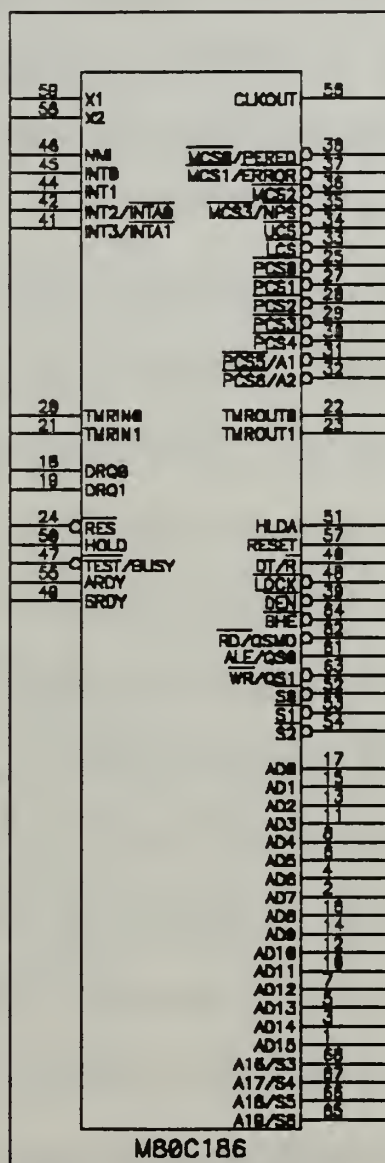 59 X1 CLKOUT 56
58 X2
46 NMI MCS0/PEREQ 38
45 INT0 MCS1/ERROR 37
44 INT1 MCS2 36
42 INT2/INTA0 MCS3/NPS 35
41 INT3/INTA1 UCS 34
LCS 33
PCS0 25
PCS1 27
PCS2 28
PCS3 29
PCS4 30
PCS5/A1 31
PCS6/A2 32
20 TMRIN0 TMROUT0 22
21 TMRIN1 TMROUT1 23
18 DRQ0
19 DRQ1
24 RES HLDA 51
50 HOLD RESET 57
47 TEST/BUSY DT/R 40
55 ARDY LOCK 48
49 SRDY DEN 39
BHE 64
RD/QSMD 62
ALE/QS0 61
WR/QS1 63
S0 52
S1 53
S2 54
AD0 17
AD1 15
AD2 13
AD3 11
AD4 8
AD5 6
AD6 4
AD7 2
AD8 16
AD9 14
AD10 12
AD11 10
AD12 7
AD13 5
AD14 3
AD15 1
A16/S3 68
A17/S4 67
A18/S5 66
A19/S6 65
M80C186